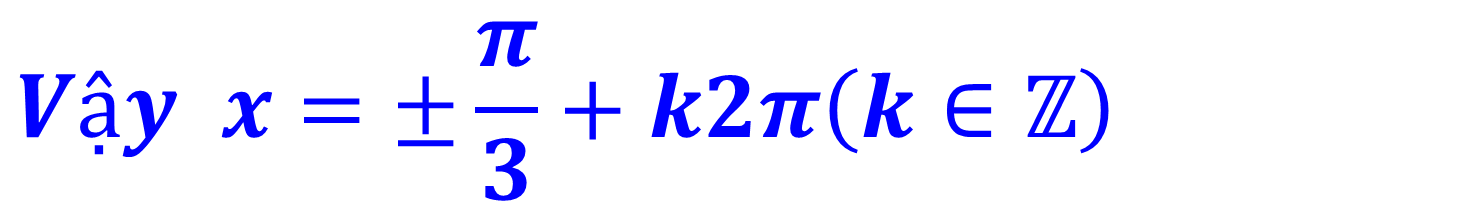 Vậy x = ± π/3 + k2π(k ∈ ℤ)